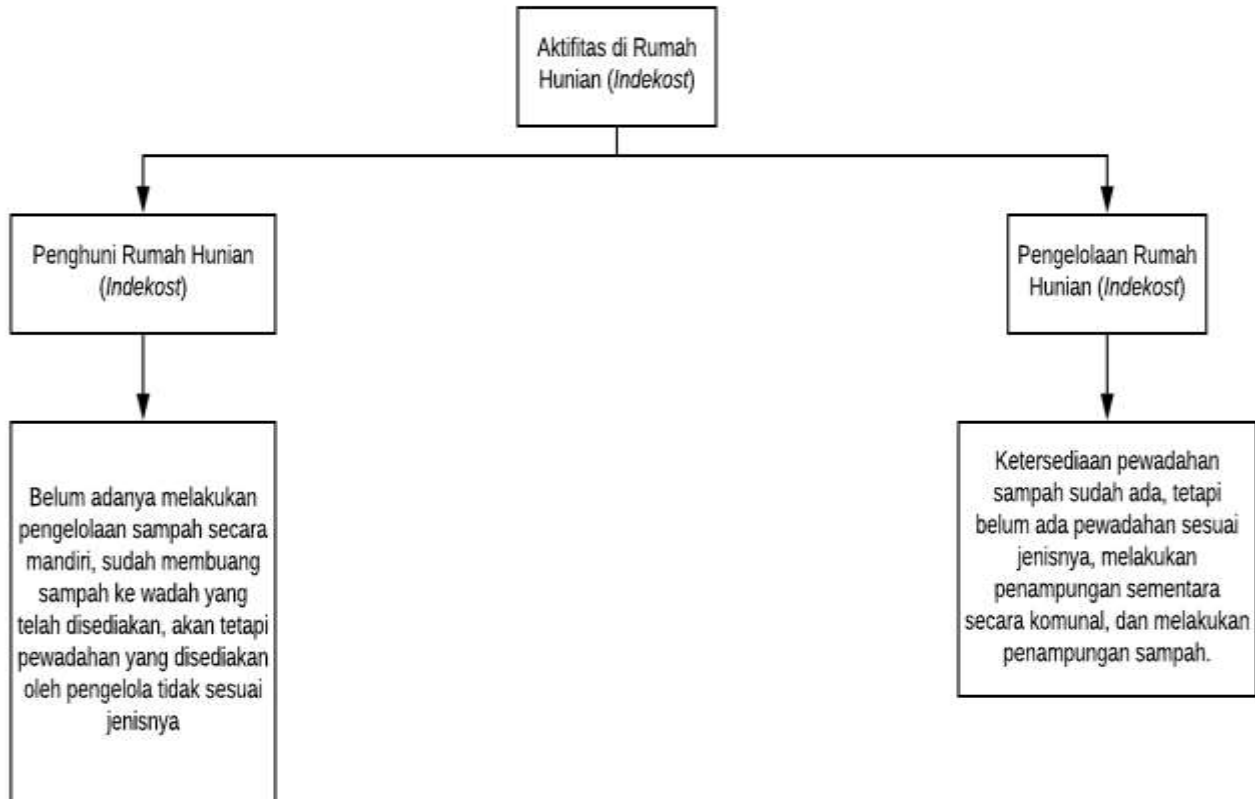 Aktifitas di Rumah
Hunian (Indekost)
Penghuni Rumah Hunian
(Indekost)
Pengelolaan Rumah
Hunian (Indekost)
Belum adanya melakukan
pengelolaan sampah secara
mandiri, sudah membuang
sampah ke wadah yang
telah disediakan, akan tetapi
pewadahan yang disediakan
oleh pengelola tidak sesuai
jenisnya
Ketersediaan pewadahan
sampah sudah ada, tetapi
belum ada pewadahan sesuai
jenisnya, melakukan
penampungan sementara
secara komunal, dan melakukan
penampungan sampah.